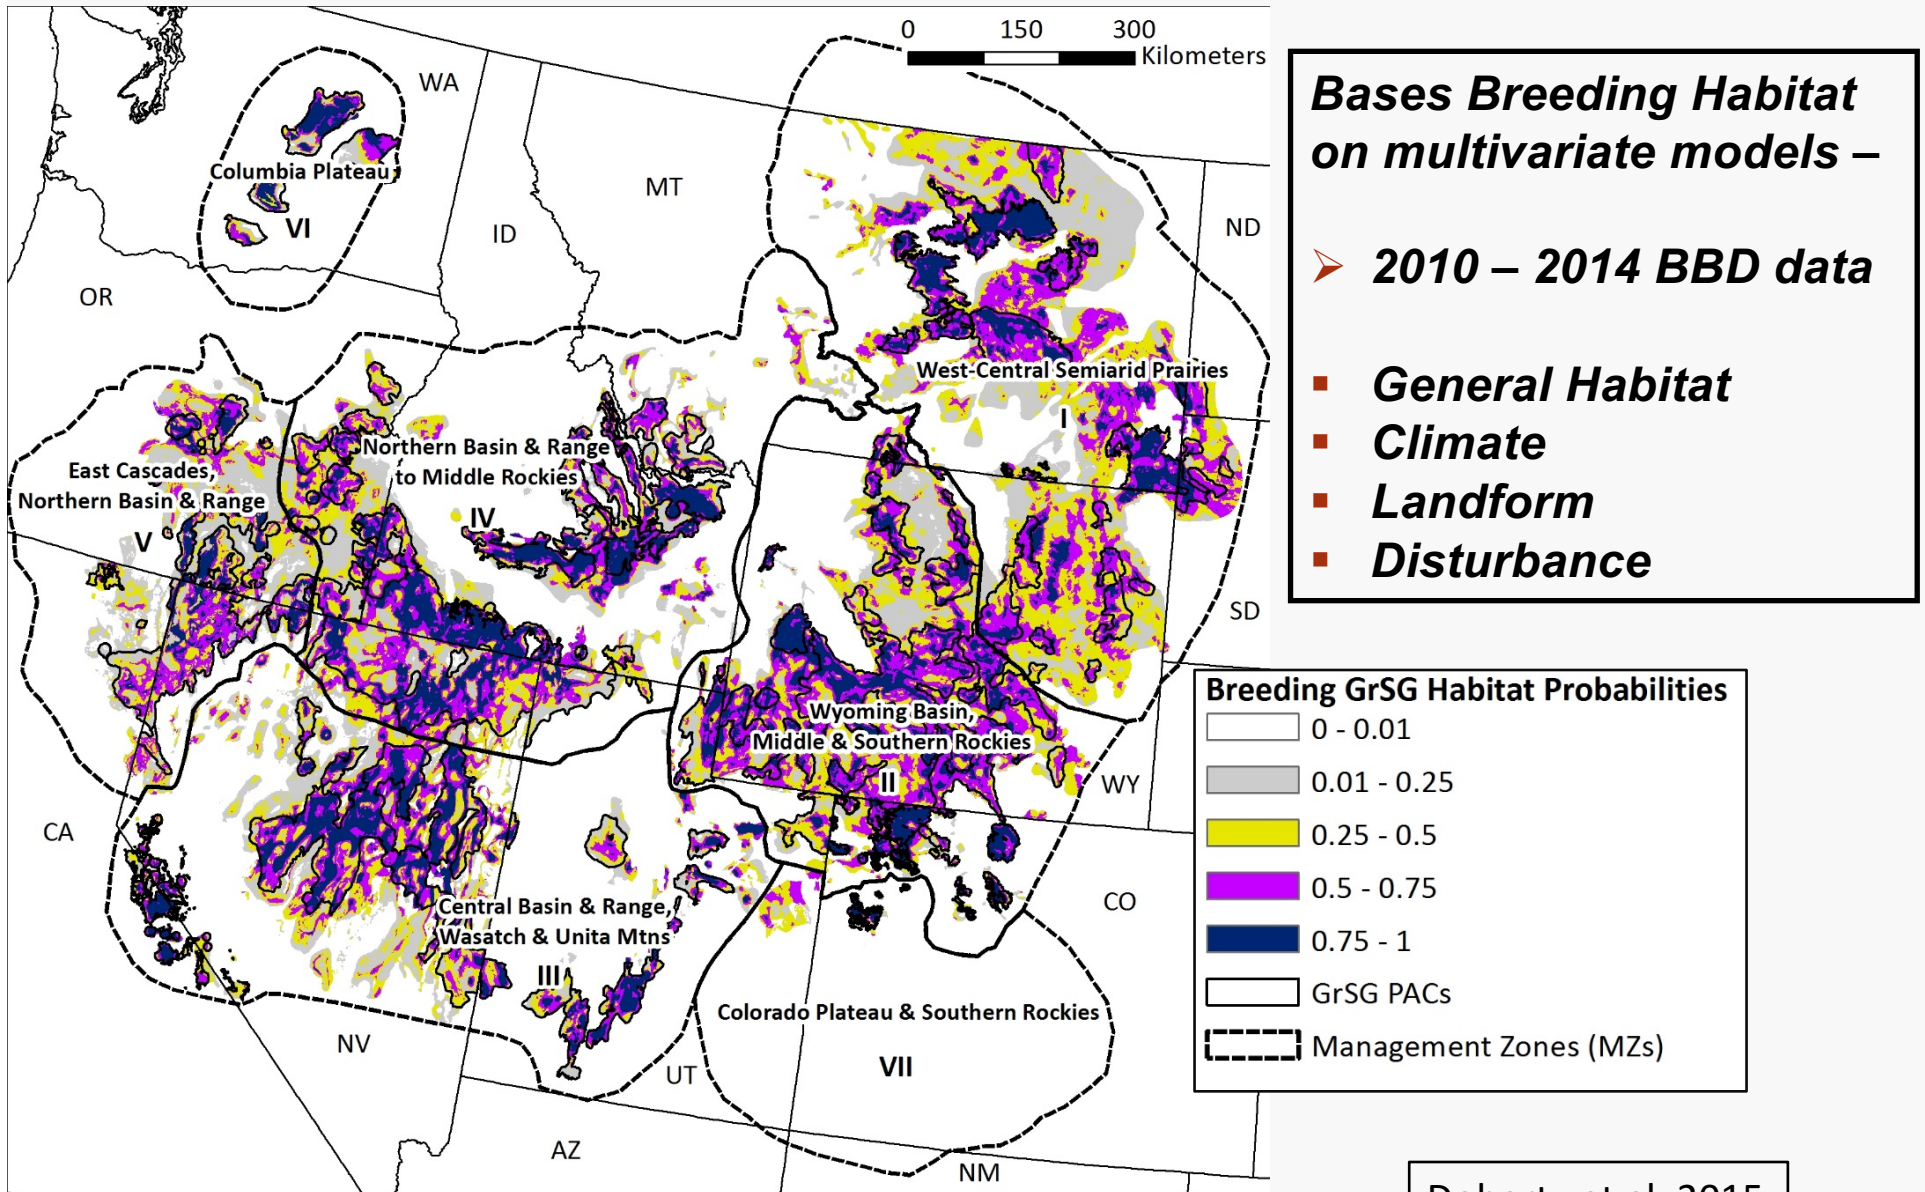 0 150 300
Kilometers
WA
Columbia Plateau
VI
MT
ID
ND
OR
West-Central Semiarid Prairies
I
Northern Basin & Range
to Middle Rockies
IV
East Cascades,
Northern Basin & Range
V
SD
Wyoming Basin,
Middle & Southern Rockies
II
WY
CA
CO
Central Basin & Range,
Wasatch & Unita Mtns
III
Colorado Plateau & Southern Rockies
VII
NV
UT
AZ
NM
Bases Breeding Habitat
on multivariate models –
➢ 2010 – 2014 BBD data
▪ General Habitat
▪ Climate
▪ Landform
▪ Disturbance
Breeding GrSG Habitat Probabilities
0 - 0.01
0.01 - 0.25
0.25 - 0.5
0.5 - 0.75
0.75 - 1
GrSG PACs
Management Zones (MZs)
et al. 2015